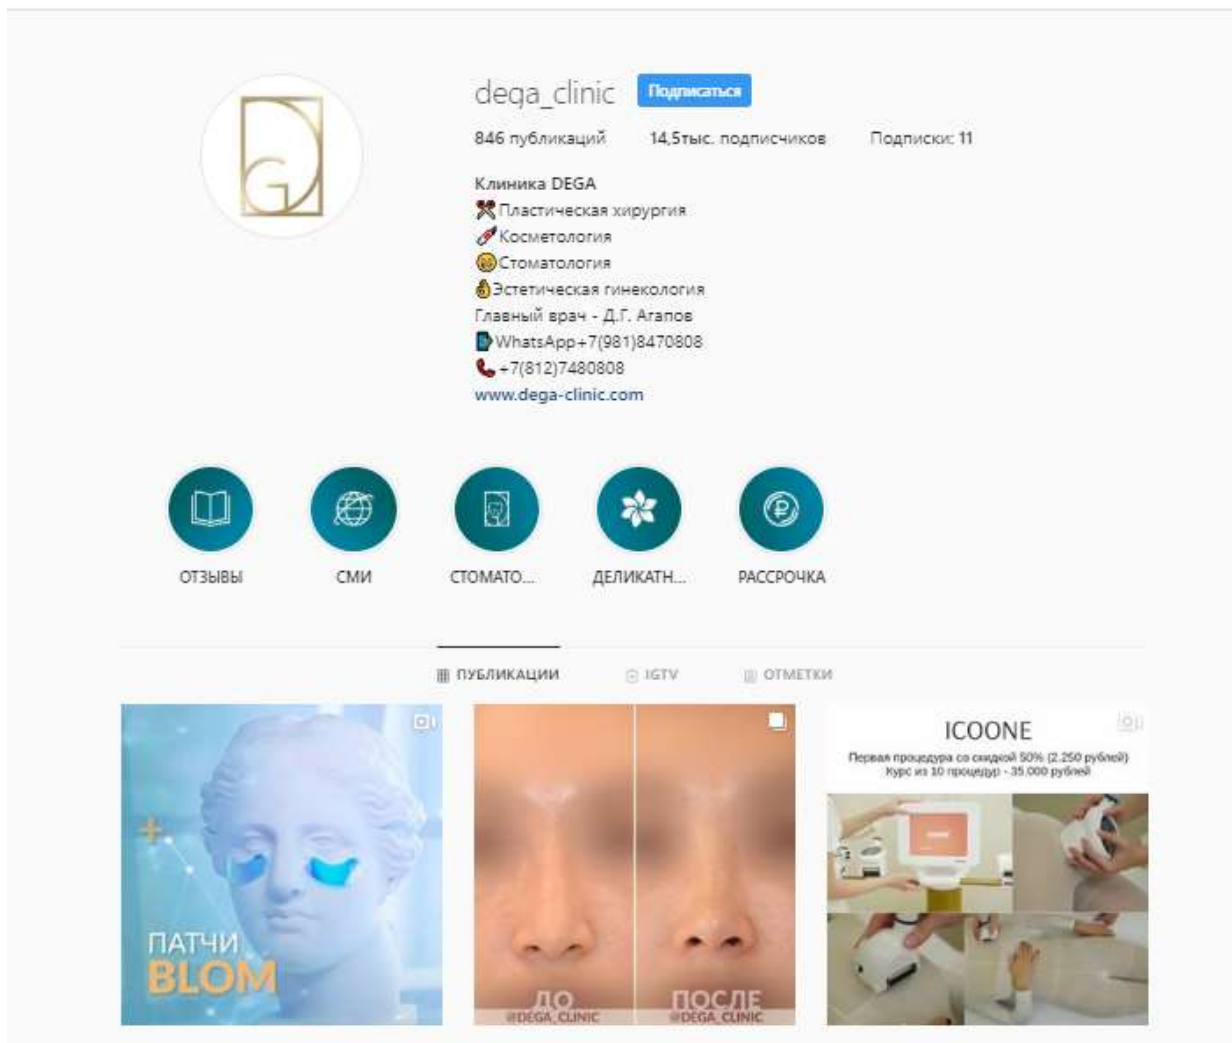 dega_clinic Подписаться
846 публикаций 14,5тыс. подписчиков Подписки: 11
Клиника DEGA
Пластическая хирургия
Косметология
Стоматология
Эстетическая гинекология
Главный врач - Д.Г. Агапов
WhatsApp+7(981)8470808
+7(812)7480808
www.dega-clinic.com
ОТЗЫВЫ СМИ СТОМАТО... ДЕЛИКАТН... РАССРОЧКА
ПУБЛИКАЦИИ IGTV ОТМЕТКИ
ПАТЧИ
BLOM
ДО ПОСЛЕ
@DEGA_CLINIC @DEGA_CLINIC
ICOONE
Первая процедура со скидкой 50% (2.250 рублей)
Курс из 10 процедур - 35.000 рублей